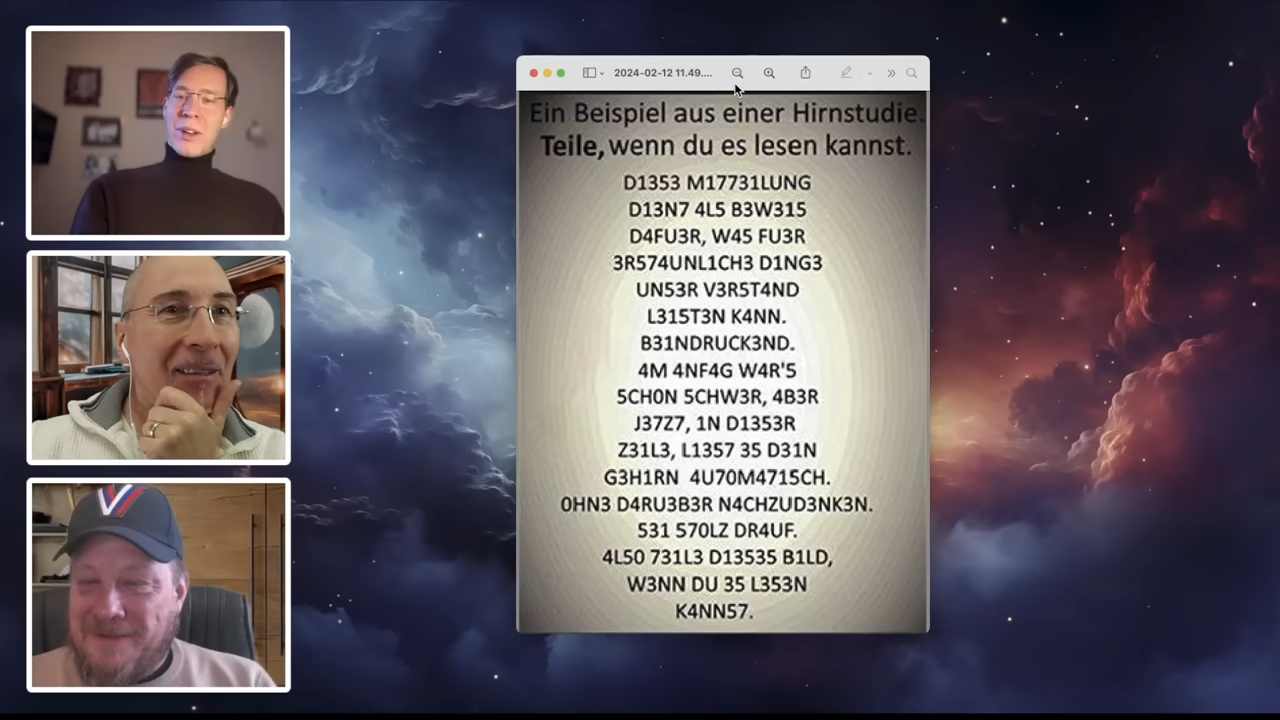 2024-02-12 11.49....
Ein Beispiel aus einer Hirnstudie.
Teile, wenn du es lesen kannst.
D1353 M17731LUNG
D13N7 4L5 B3W315
D4FU3R, W45 FU3R
3R574UNL1CH3 D1NG3
UN53R V3R5T4ND
L315T3N K4NN.
B31NDRUCK3ND.
4M 4NF4G W4R'5
5CH0N 5CHW3R, 4B3R
J37Z7, 1N D1353R
Z31L3, L1357 35 D31N
G3H1RN 4U70M4715CH.
0HN3 D4RU3B3R N4CHZUD3NK3N.
531 570LZ DR4UF.
4L50 731L3 D13535 B1LD,
W3NN DU 35 L353N
K4NN57.